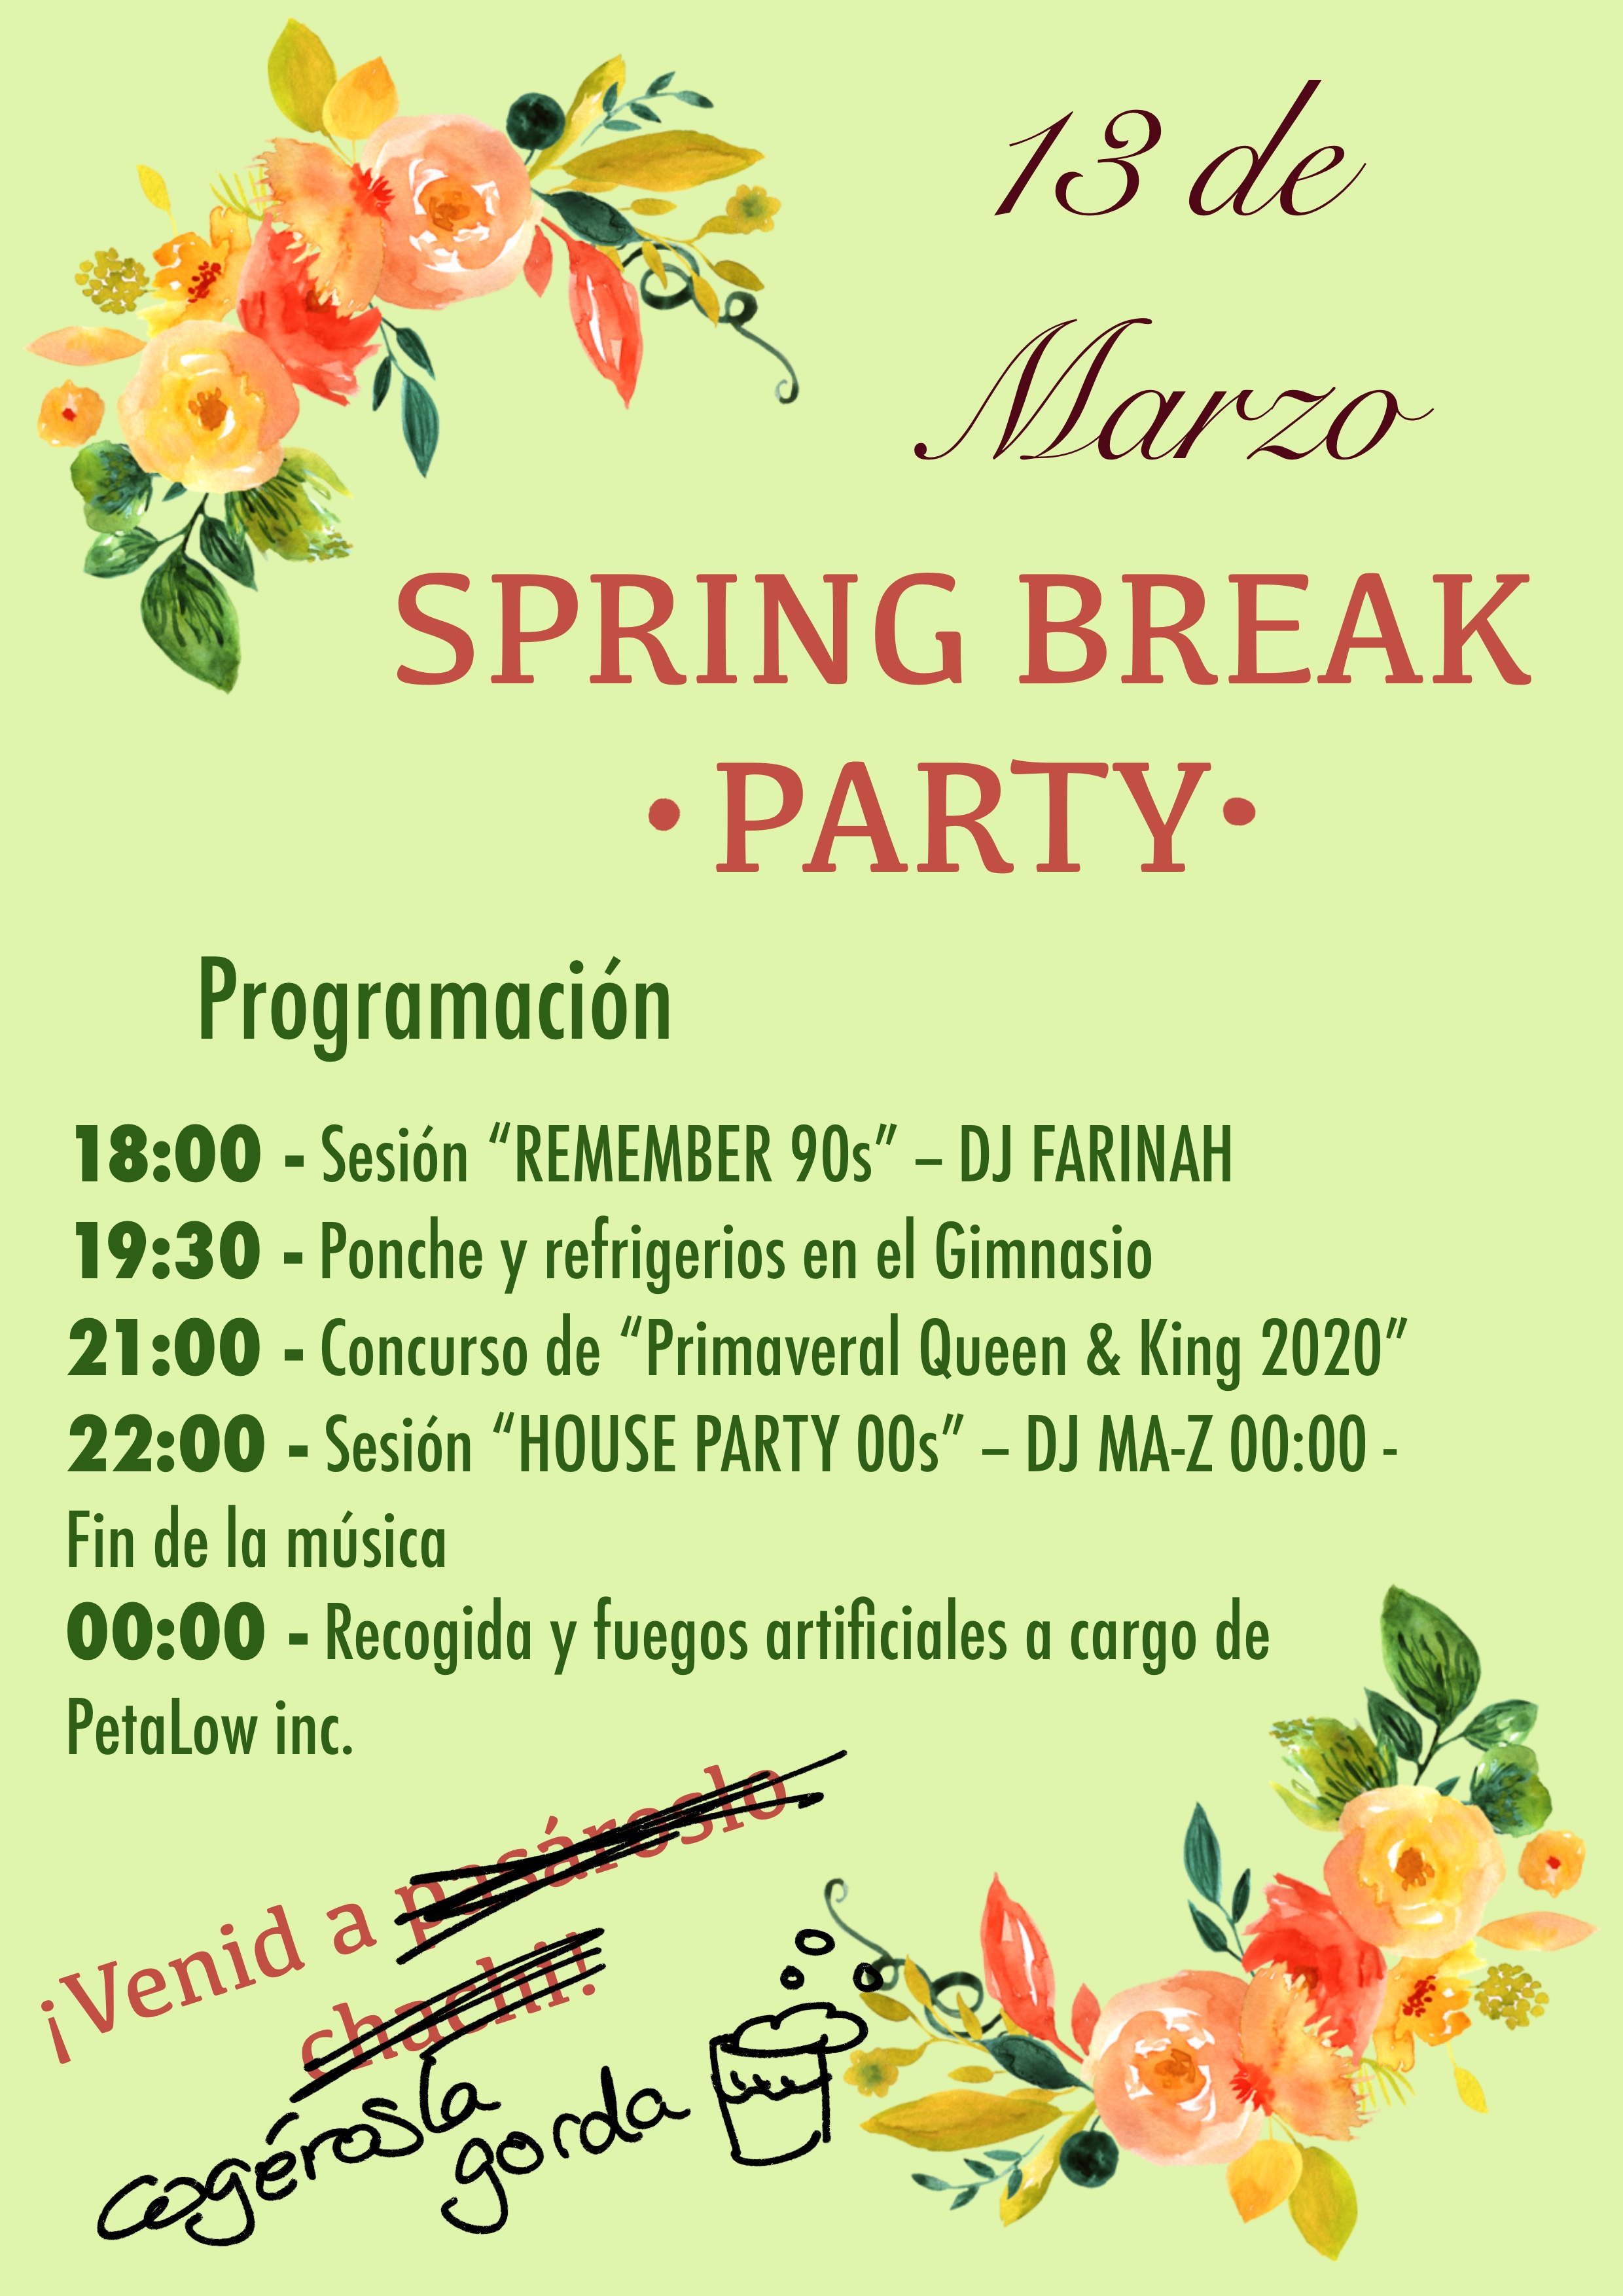 13 de
Marzo
SPRING BREAK
·PARTY·
Programación
18:00 - Sesión “REMEMBER 90s” – DJ FARINAH
19:30 - Ponche y refrigerios en el Gimnasio
21:00 - Concurso de “Primaveral Queen & King 2020”
22:00 - Sesión “HOUSE PARTY 00s” – DJ MA-Z 00:00 -
Fin de la música
00:00 - Recogida y fuegos artificiales a cargo de
PetaLow inc.
¡Venid a pasároslo
chachi!
cogérosla
gorda